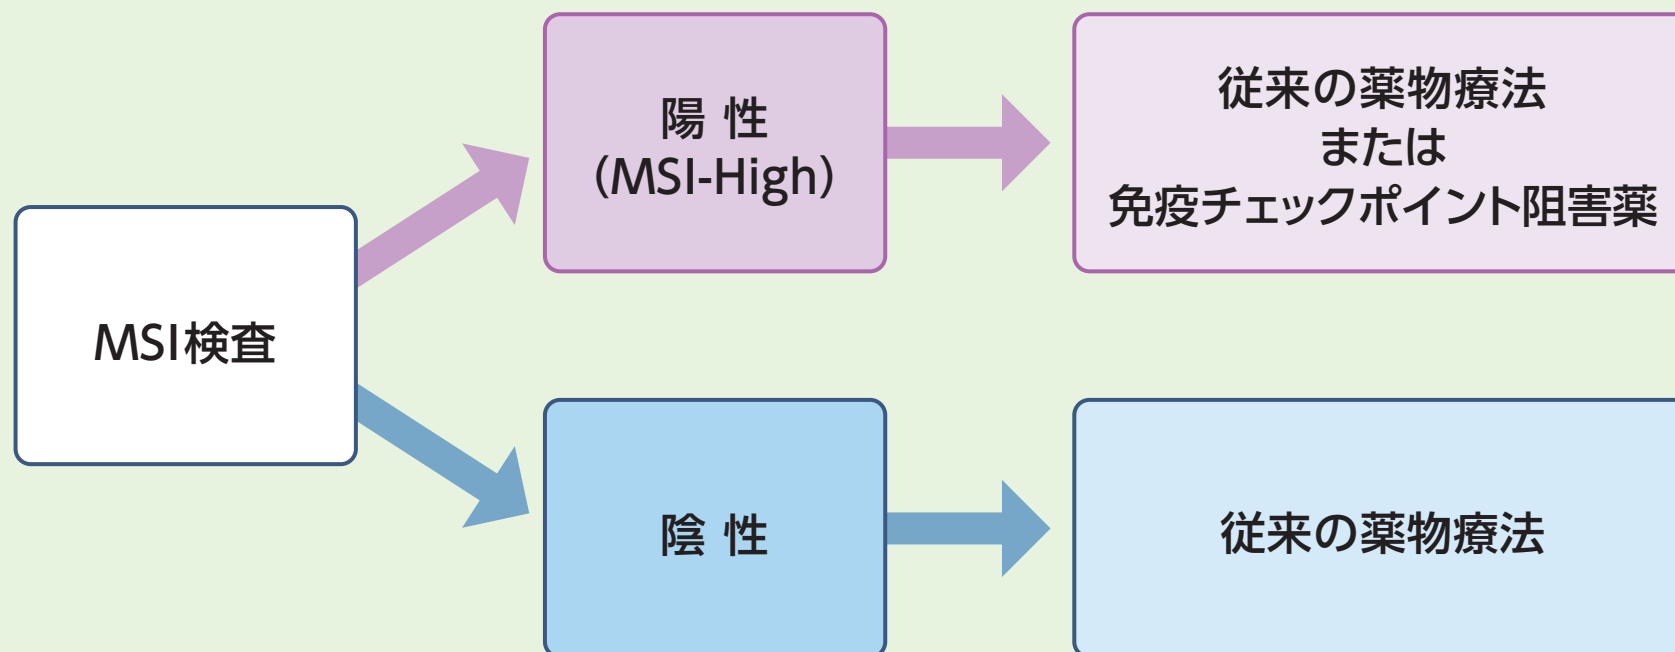 MSI検査
陽 性
(MSI-High)
従来の薬物療法
または
免疫チェックポイント阻害薬
陰 性
従来の薬物療法